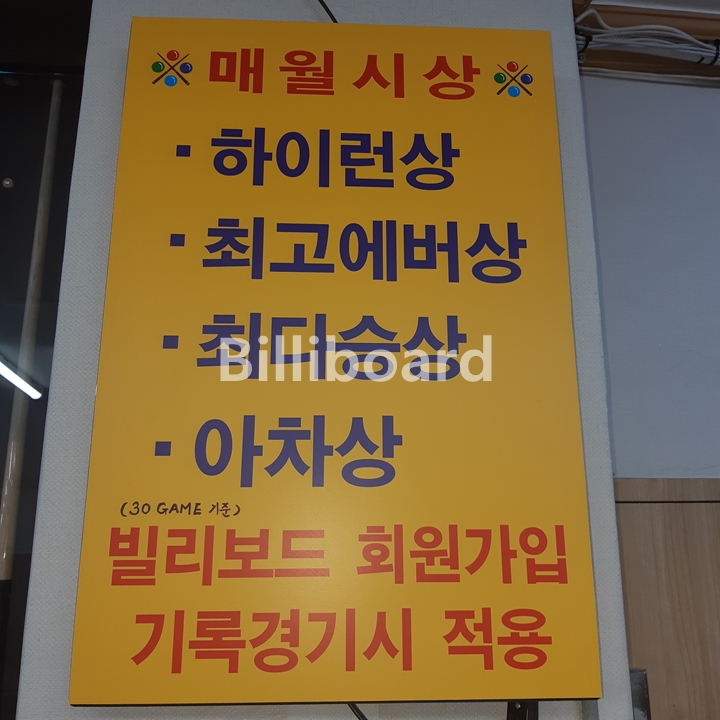 ※ 매월시상 ※
· 하이런상
· 최고에버상
· 최다승상
Billiboard
· 아차상
(30 GAME 기준)
빌리보드 회원가입
기록경기시 적용